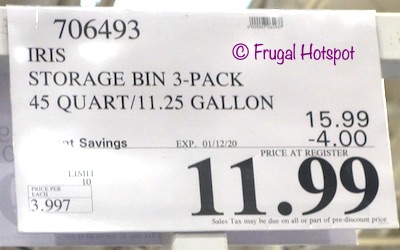 706493
IRIS
STORAGE BIN 3-PACK
45 QUART/11.25 GALLON
© Frugal Hotspot
15.99
nt Savings EXP. 01/12/20 -4.00
PRICE AT REGISTER
LIMIT
10
11.99
PRICE PER
EACH
3.997
Sales Tax may be due on all or part of pre-discount price